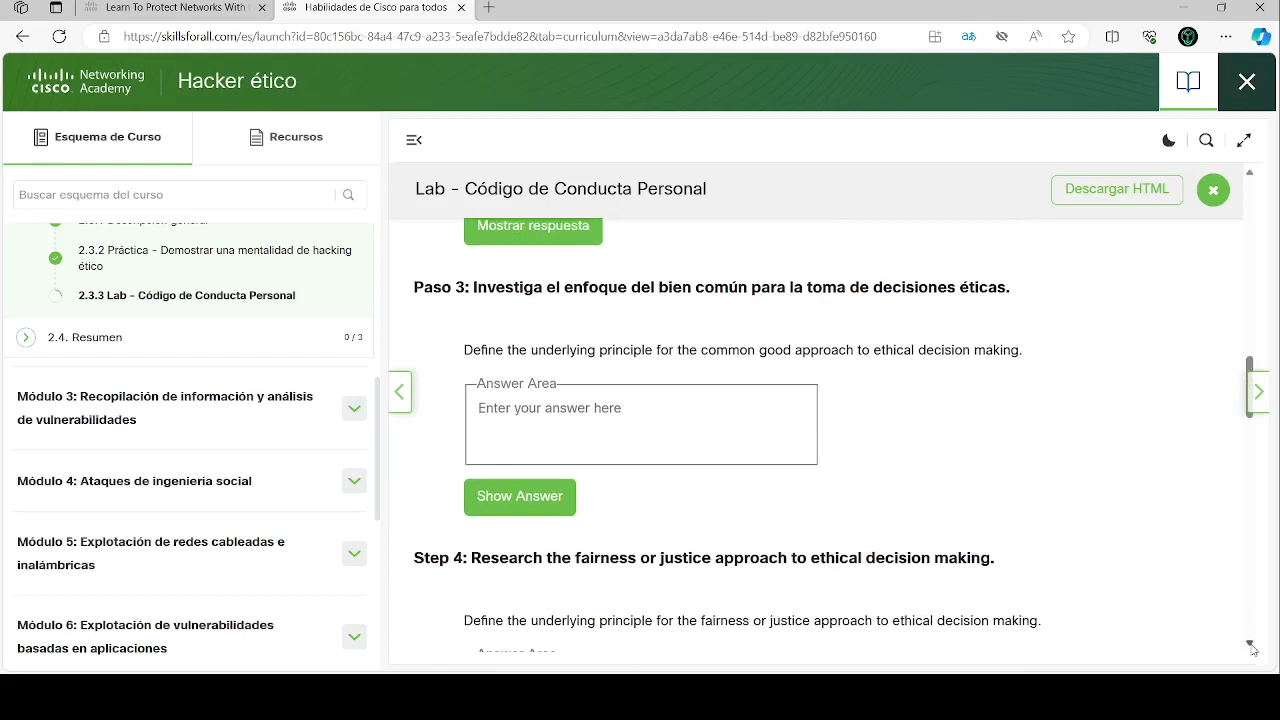 Learn To Protect Networks With
Habilidades de Cisco para todos
https://skillsforall.com/es/launch?id=80c156bc-84a4-47c9-a233-5eafe7bdde82&tab=curriculum&view=a3da7ab8-e46e-514d-be89-d82bfe950160
Networking
CISCO Academy
Hacker ético
Esquema de Curso
Recursos
Buscar esquema del curso
2.3.1 Descripción general
2.3.2 Práctica - Demostrar una mentalidad de hacking
ético
2.3.3 Lab - Código de Conducta Personal
2.4. Resumen
0 / 3
Módulo 3: Recopilación de información y análisis
de vulnerabilidades
Módulo 4: Ataques de ingeniería social
Módulo 5: Explotación de redes cableadas e
inalámbricas
Módulo 6: Explotación de vulnerabilidades
basadas en aplicaciones
Lab - Código de Conducta Personal
Descargar HTML
Mostrar respuesta
Paso 3: Investiga el enfoque del bien común para la toma de decisiones éticas.
Define the underlying principle for the common good approach to ethical decision making.
Answer Area
Enter your answer here
Show Answer
Step 4: Research the fairness or justice approach to ethical decision making.
Define the underlying principle for the fairness or justice approach to ethical decision making.
Answer Area